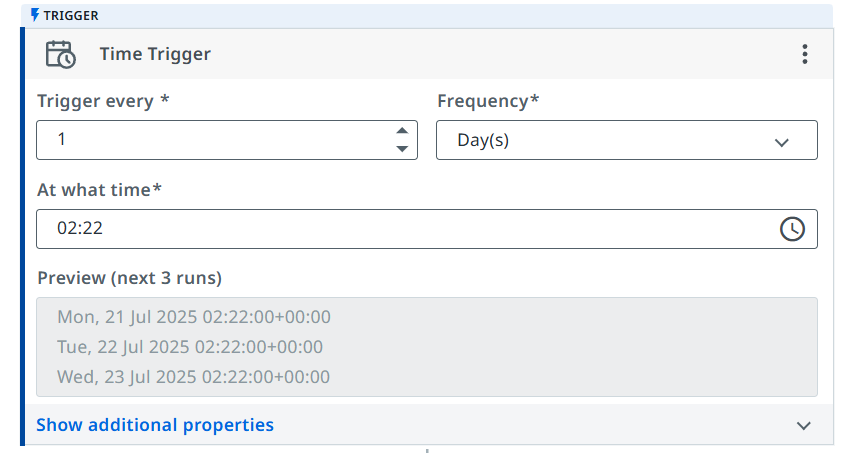 TRIGGER
Time Trigger
Trigger every *
Frequency*
1
Day(s)
At what time*
02:22
Preview (next 3 runs)
Mon, 21 Jul 2025 02:22:00+00:00
Tue, 22 Jul 2025 02:22:00+00:00
Wed, 23 Jul 2025 02:22:00+00:00
Show additional properties